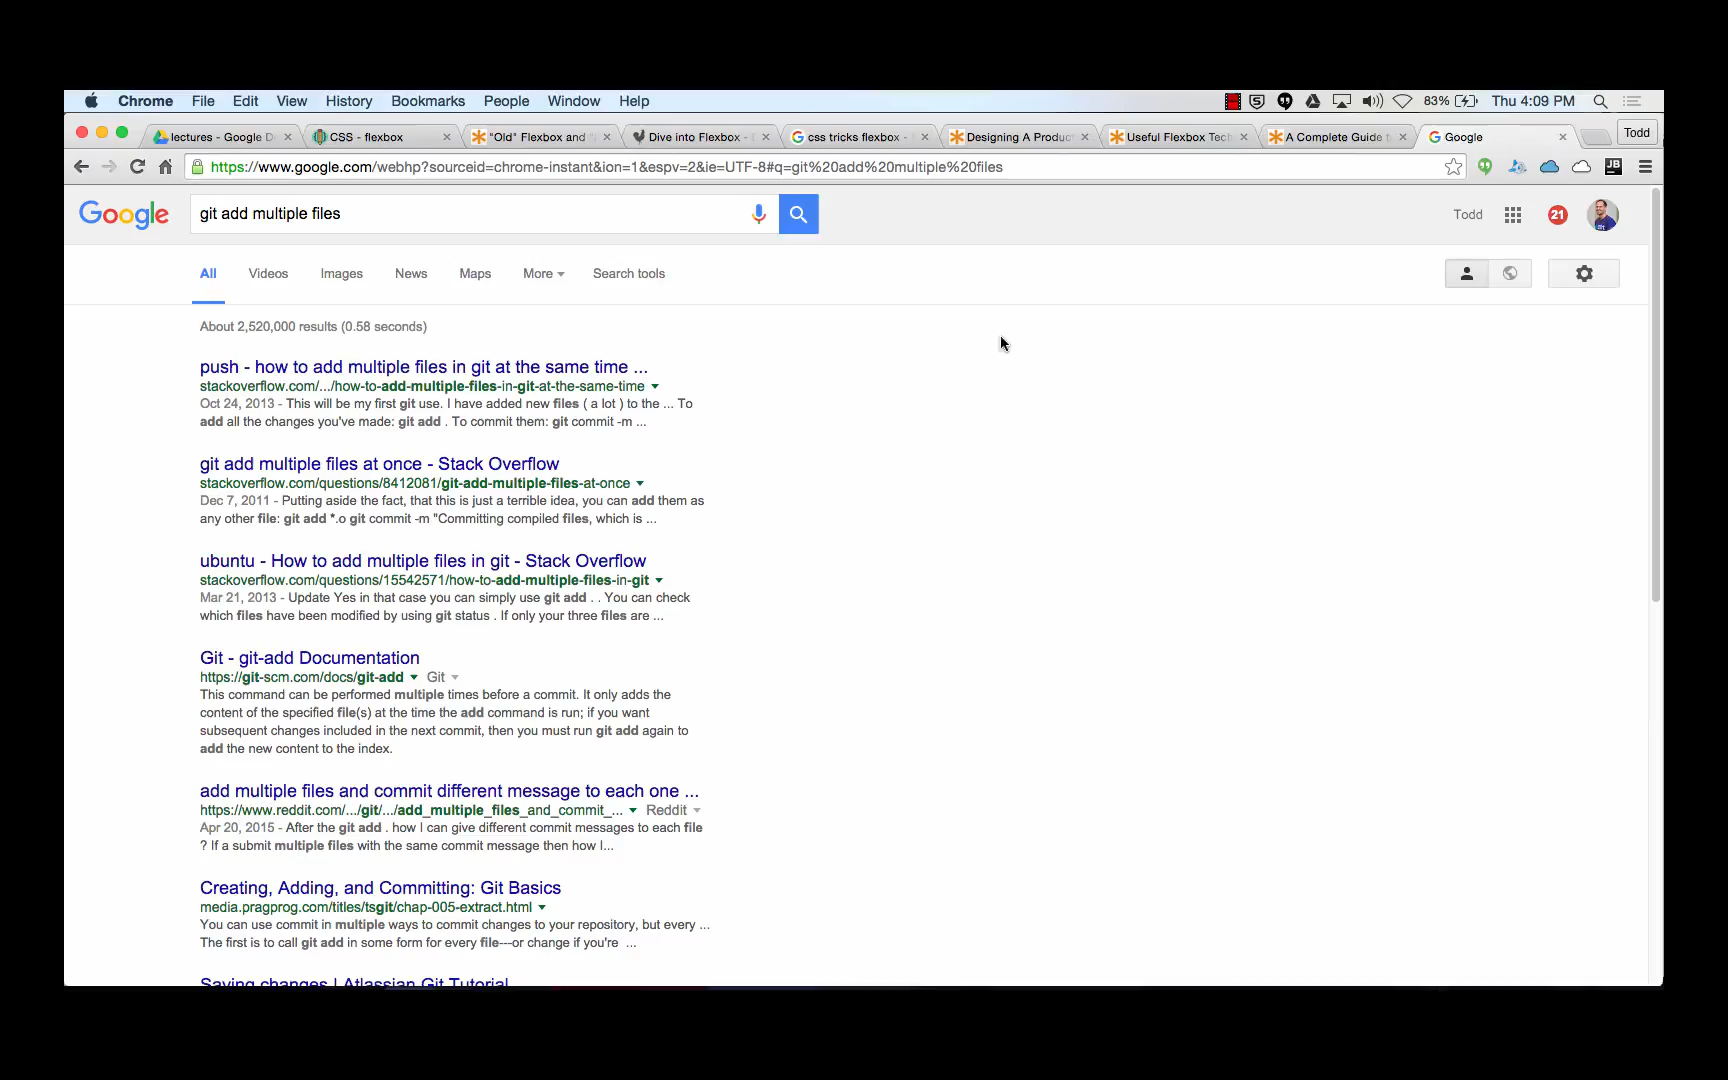 Chrome File Edit View History Bookmarks People Window Help 83% Thu 4:09 PM
lectures - Google D CSS - flexbox "Old" Flexbox and " Dive into Flexbox - css tricks flexbox - Designing A Produc Useful Flexbox Tech A Complete Guide t Google Todd
https://www.google.com/webhp?sourceid=chrome-instant&ion=1&espv=2&ie=UTF-8#q=git%20add%20multiple%20files JB
Google git add multiple files Todd 21
All Videos Images News Maps More Search tools
About 2,520,000 results (0.58 seconds)
push - how to add multiple files in git at the same time ...
stackoverflow.com/.../how-to-add-multiple-files-in-git-at-the-same-time
Oct 24, 2013 - This will be my first git use. I have added new files ( a lot ) to the ... To
add all the changes you've made: git add . To commit them: git commit -m ...
git add multiple files at once - Stack Overflow
stackoverflow.com/questions/8412081/git-add-multiple-files-at-once
Dec 7, 2011 - Putting aside the fact, that this is just a terrible idea, you can add them as
any other file: git add *.o git commit -m "Committing compiled files, which is ...
ubuntu - How to add multiple files in git - Stack Overflow
stackoverflow.com/questions/15542571/how-to-add-multiple-files-in-git
Mar 21, 2013 - Update Yes in that case you can simply use git add . . You can check
which files have been modified by using git status . If only your three files are ...
Git - git-add Documentation
https://git-scm.com/docs/git-add Git
This command can be performed multiple times before a commit. It only adds the
content of the specified file(s) at the time the add command is run; if you want
subsequent changes included in the next commit, then you must run git add again to
add the new content to the index.
add multiple files and commit different message to each one ...
https://www.reddit.com/.../git/.../add_multiple_files_and_commit_... Reddit
Apr 20, 2015 - After the git add . how I can give different commit messages to each file
? If a submit multiple files with the same commit message then how I...
Creating, Adding, and Committing: Git Basics
media.pragprog.com/titles/tsgit/chap-005-extract.html
You can use commit in multiple ways to commit changes to your repository, but every ...
The first is to call git add in some form for every file---or change if you're ...
Saving changes | Atlassian Git Tutorial